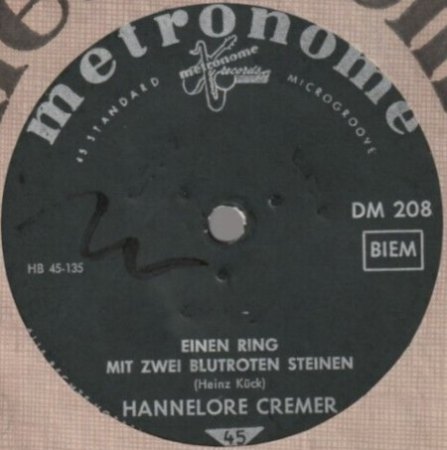 metronome
metronome
records
45 STANDARD
MICROGROOVE
DM 208
BIEM
HB 45-135
EINEN RING
MIT ZWEI BLUTROTEN STEINEN
(Heinz Kück)
HANNELORE CREMER
45